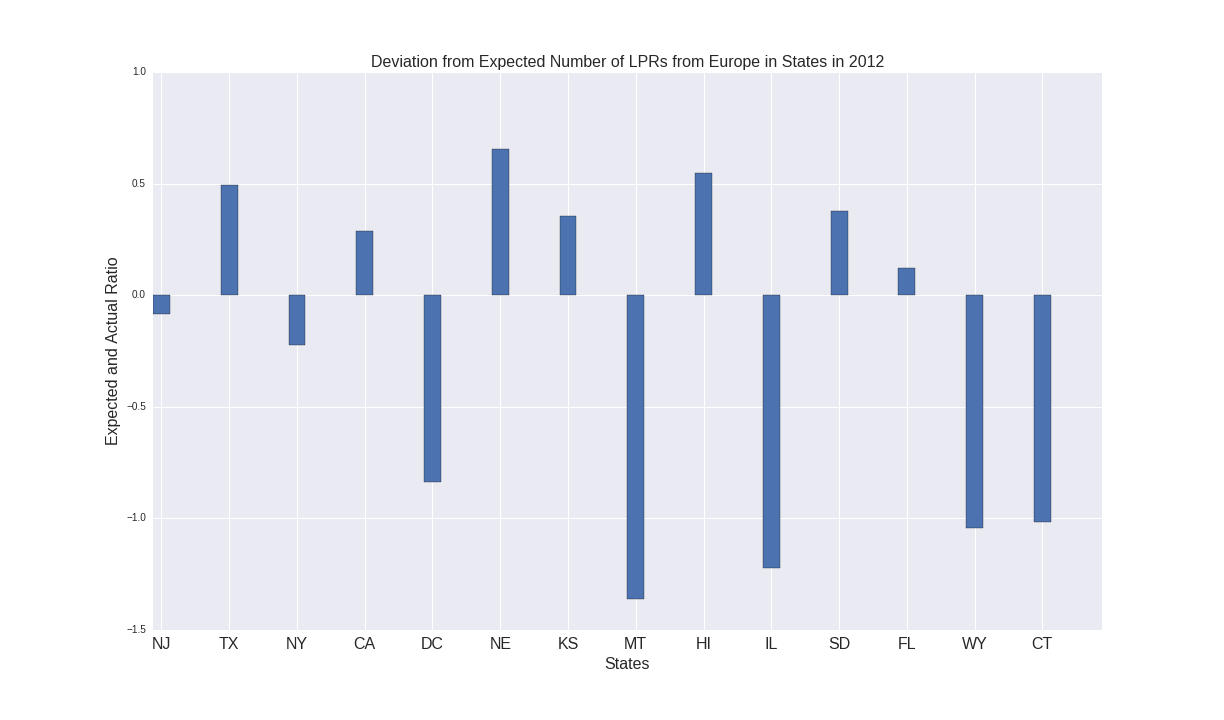 Deviation from Expected Number of LPRs from Europe in States in 2012
1.0
0.5
0.0
−0.5
−1.0
−1.5
Expected and Actual Ratio
NJ TX NY CA DC NE KS MT HI IL SD FL WY CT
States